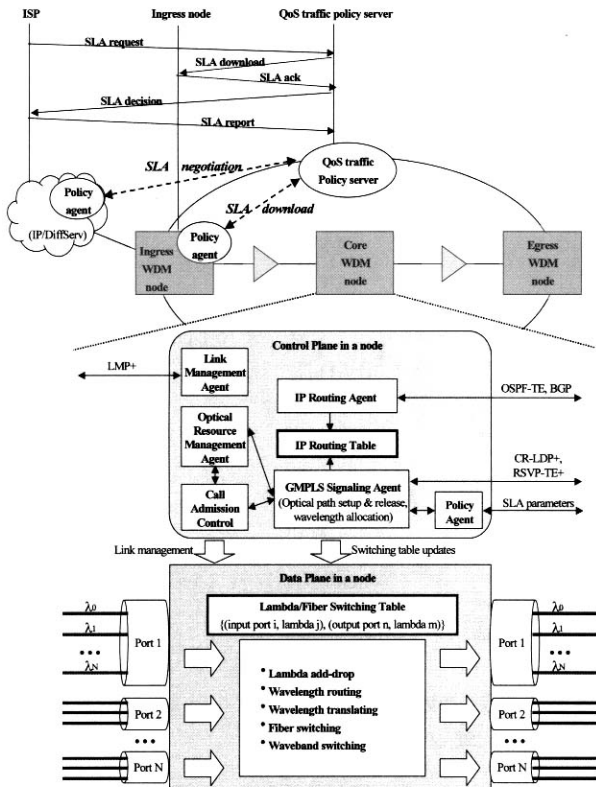 ISP
Ingress node
QoS traffic policy server
SLA request
SLA download
SLA ack
SLA decision
SLA report
SLA negotiation
QoS traffic
Policy server
Policy
agent
(IP/DiffServ)
SLA download
Policy
agent
Ingress
WDM
node
Core
WDM
node
Egress
WDM
node
Control Plane in a node
LMP+
Link
Management
Agent
IP Routing Agent
OSPF-TE, BGP
Optical
Resource
Management
Agent
IP Routing Table
CR-LDP+,
RSVP-TE+
GMPLS Signaling Agent
(Optical path setup & release,
wavelength allocation)
Call
Admission
Control
Policy
Agent
SLA parameters
Link management
Switching table updates
Data Plane in a node
Lambda/Fiber Switching Table
{(input port i, lambda j), (output port n, lambda m)}
λ0
λ1
•••
λN
Port 1
Port 2
•••
Port N
• Lambda add-drop
• Wavelength routing
• Wavelength translating
• Fiber switching
• Waveband switching
Port 1
λ0
λ1
•••
λN
Port 2
•••
Port N